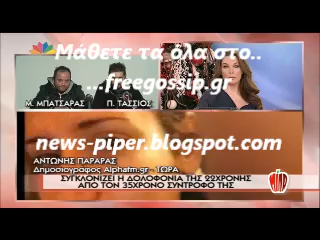 Μάθετε τα όλα στο..
...freegossip.gr
Μ. ΜΠΑΤΣΑΡΑΣ
Π. ΤΑΣΣΙΟΣ
news-piper.blogspot.com
ΑΝΤΩΝΗΣ ΠΑΡΑΡΑΣ
Δημοσιογράφος Alphafm.gr - ΤΩΡΑ
ΣΥΓΚΛΟΝΙΖΕΙ Η ΔΟΛΟΦΟΝΙΑ ΤΗΣ 22ΧΡΟΝΗΣ
ΑΠΟ ΤΟΝ 35ΧΡΟΝΟ ΣΥΝΤΡΟΦΟ ΤΗΣ